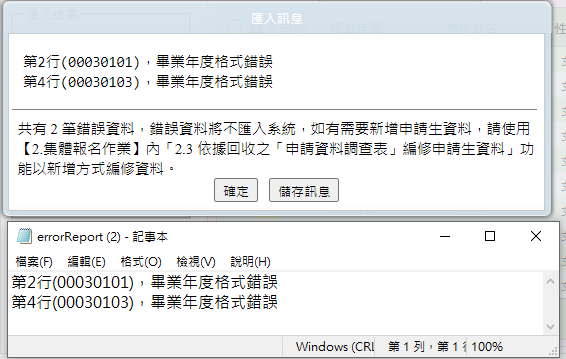 匯入訊息
第2行(00030101)，畢業年度格式錯誤
第4行(00030103)，畢業年度格式錯誤
共有 2 筆錯誤資料，錯誤資料將不匯入系統，如有需要新增申請生資料，請使用
【2.集體報名作業】內「2.3 依據回收之「申請資料調查表」編修申請生資料」功
能以新增方式編修資料。
確定 儲存訊息
errorReport (2) - 記事本
檔案(F) 編輯(E) 格式(O) 檢視(V) 說明(H)
第2行(00030101)，畢業年度格式錯誤
第4行(00030103)，畢業年度格式錯誤
Windows (CRL 第 1 列，第 1 行 100%